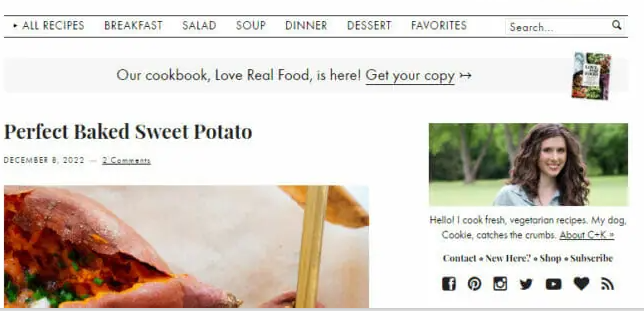 ▸ ALL RECIPES BREAKFAST SALAD SOUP DINNER DESSERT FAVORITES Search...
Our cookbook, Love Real Food, is here! Get your copy ↣
Perfect Baked Sweet Potato
DECEMBER 8, 2022 — 2 Comments
Hello! I cook fresh, vegetarian recipes. My dog,
Cookie, catches the crumbs. About C+K »
Contact • New Here? • Shop • Subscribe